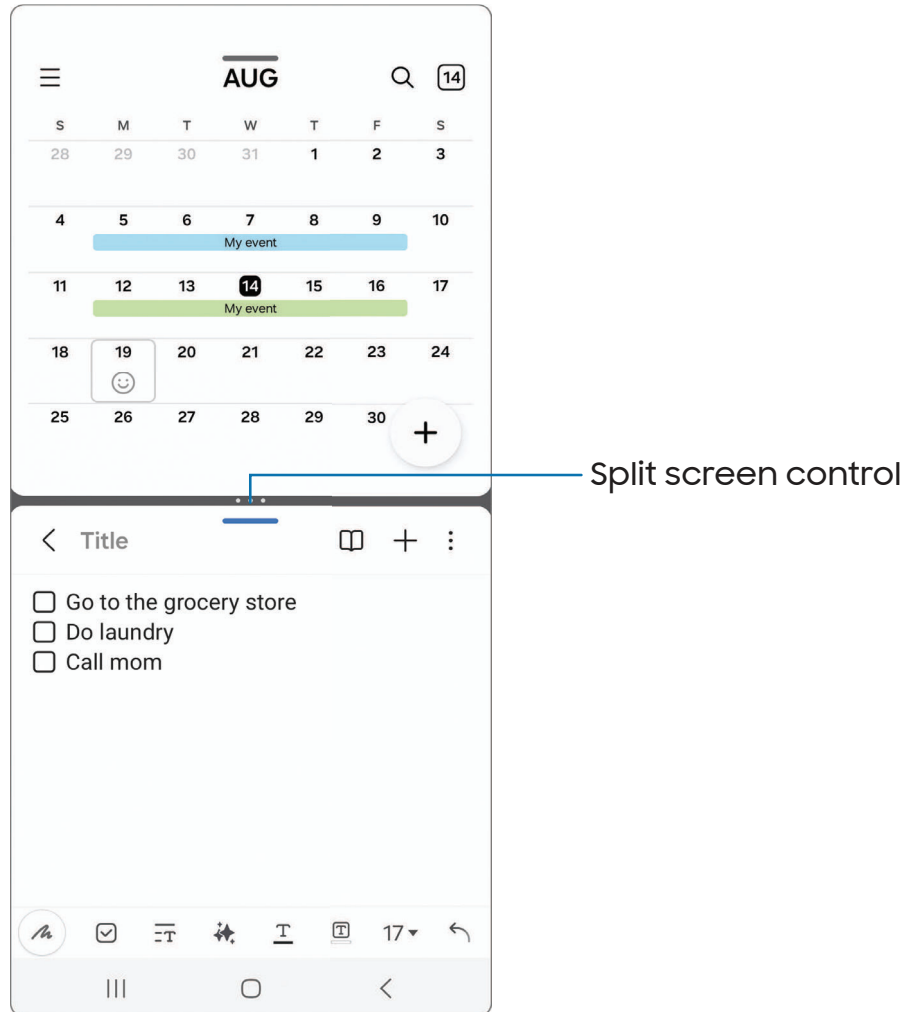 AUG 14
S M T W T F S
28 29 30 31 1 2 3
4 5 6 7 8 9 10
My event
11 12 13 14 15 16 17
My event
18 19 20 21 22 23 24
25 26 27 28 29 30
Split screen control
Title
Go to the grocery store
Do laundry
Call mom
T T T 17